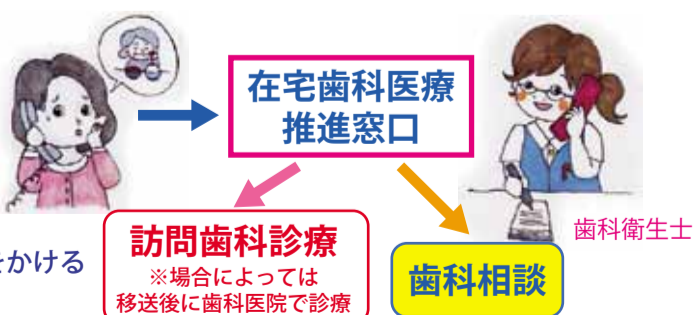 在宅歯科医療
推進窓口
歯科衛生士
をかける
訪問歯科診療
※場合によっては
移送後に歯科医院で診療
歯科相談